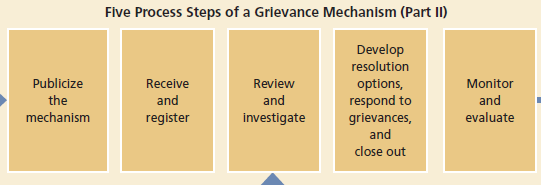 Five Process Steps of a Grievance Mechanism (Part II)
Publicize
the
mechanism
Receive
and
register
Review
and
investigate
Develop
resolution
options,
respond to
grievances,
and
close out
Monitor
and
evaluate